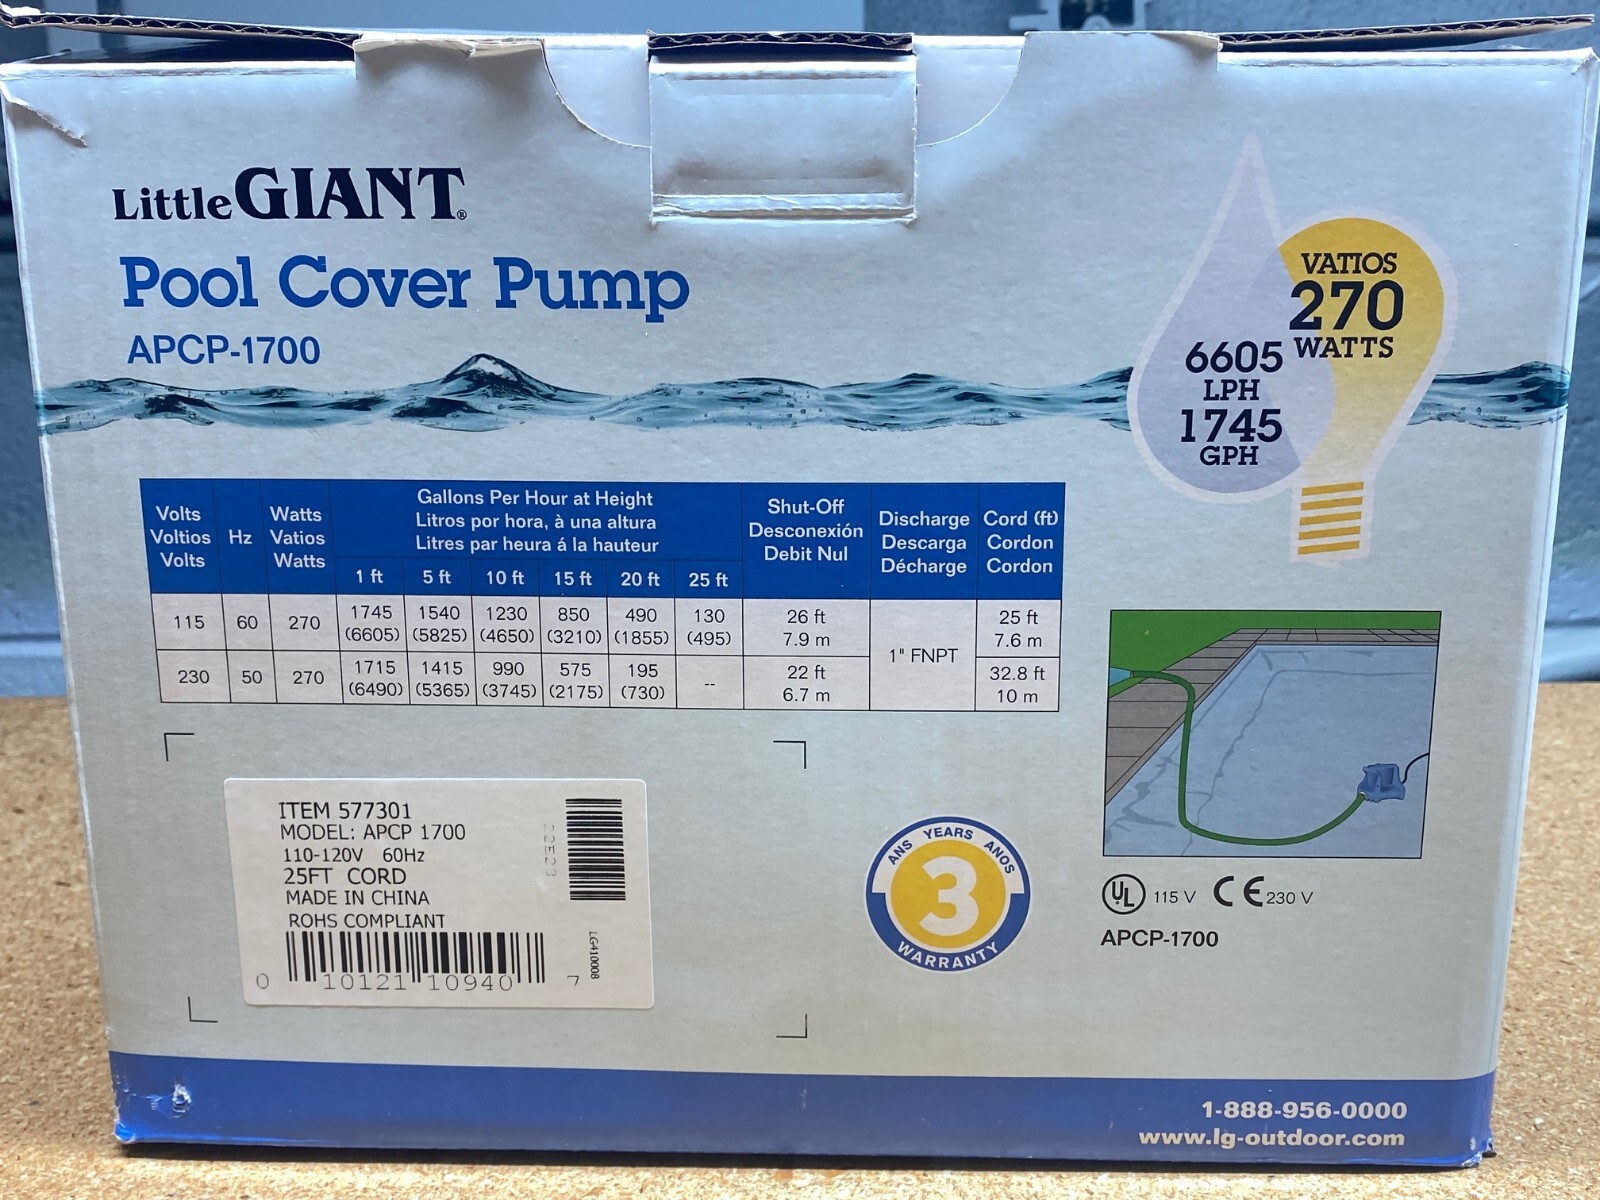 LittleGIANT®
Pool Cover Pump
APCP-1700
VATIOS
270
WATTS
6605
LPH
1745
GPH
Volts
Voltios
Volts
Hz
Watts
Vatios
Watts
Gallons Per Hour at Height
Litros por hora, à una altura
Litres par heura á la hauteur
1 ft 5 ft 10 ft 15 ft 20 ft 25 ft
Shut-Off
Desconexión
Debit Nul
Discharge
Descarga
Décharge
Cord (ft)
Cordon
Cordon
115 60 270 1745 1540 1230 850 490 130 26 ft 25 ft
(6605) (5825) (4650) (3210) (1855) (495) 7.9 m 7.6 m
1" FNPT
230 50 270 1715 1415 990 575 195 -- 22 ft 32.8 ft
(6490) (5365) (3745) (2175) (730) 6.7 m 10 m
ITEM 577301
MODEL: APCP 1700
110-120V 60Hz
25FT CORD
MADE IN CHINA
ROHS COMPLIANT
0 10121 10940 7
22E23
LG410008
ANS YEARS ANOS
3
WARRANTY
UL 115 V CE 230 V
APCP-1700
1-888-956-0000
www.lg-outdoor.com